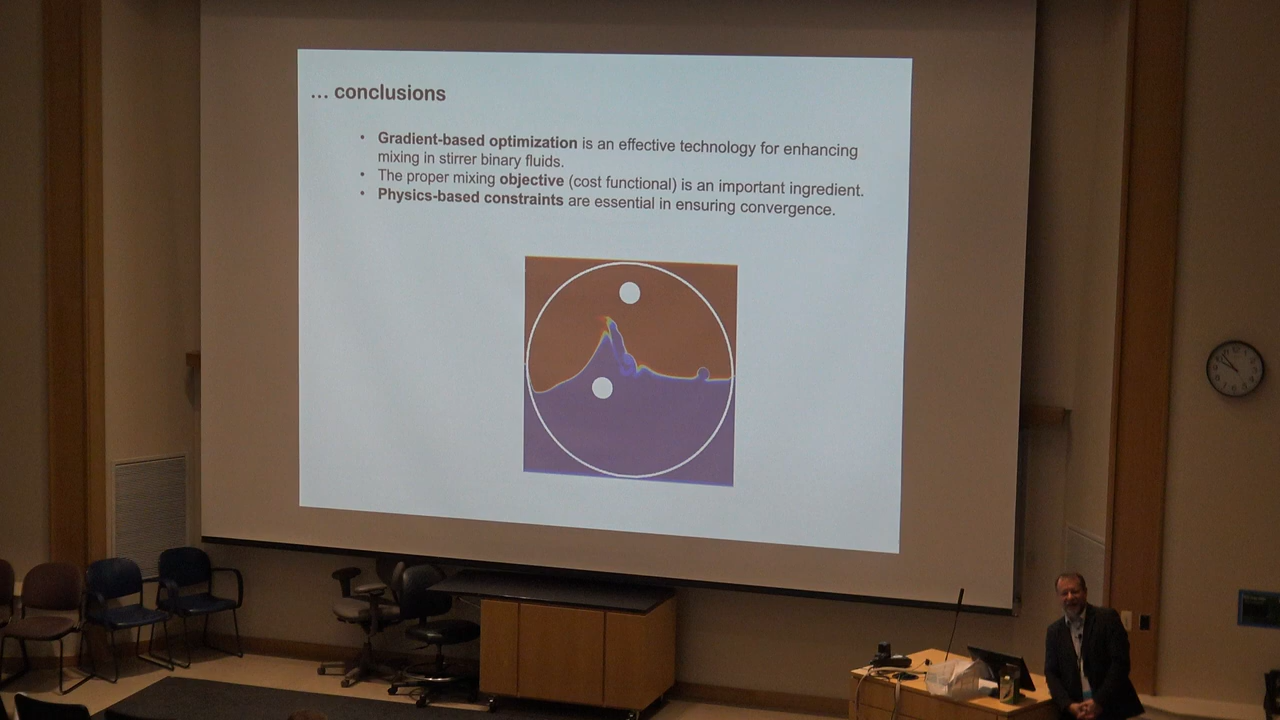 ... conclusions
• Gradient-based optimization is an effective technology for enhancing
mixing in stirrer binary fluids.
• The proper mixing objective (cost functional) is an important ingredient.
• Physics-based constraints are essential in ensuring convergence.